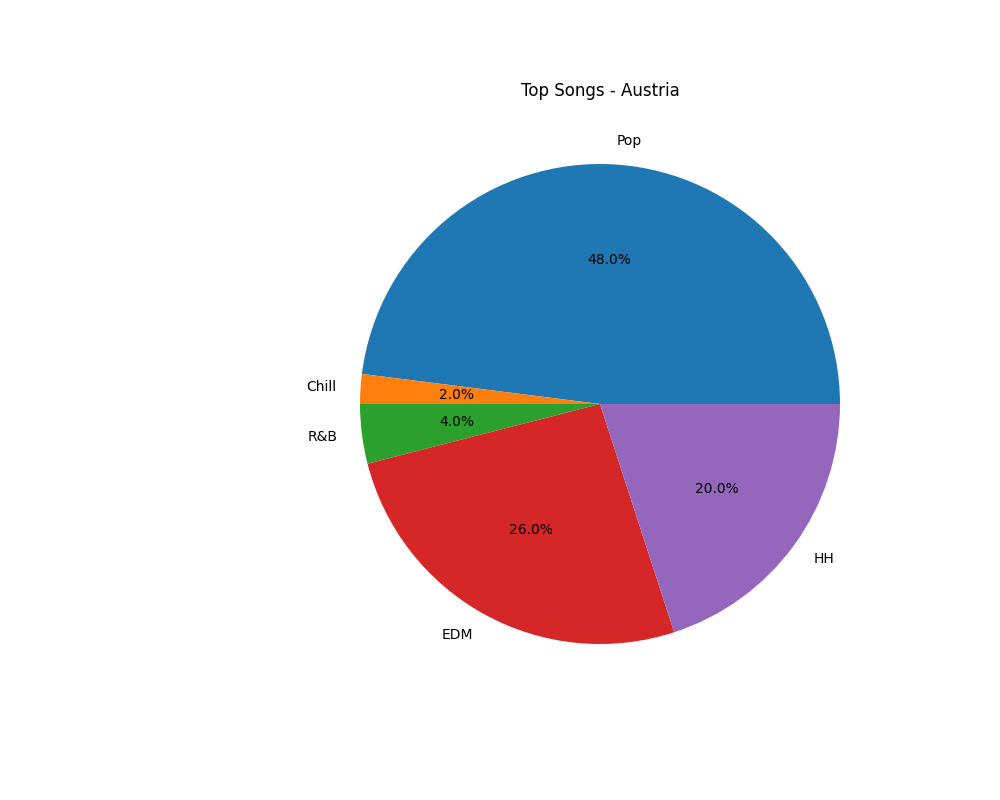 Top Songs - Austria
Pop
48.0%
Chill
2.0%
R&B
4.0%
20.0%
26.0%
HH
EDM